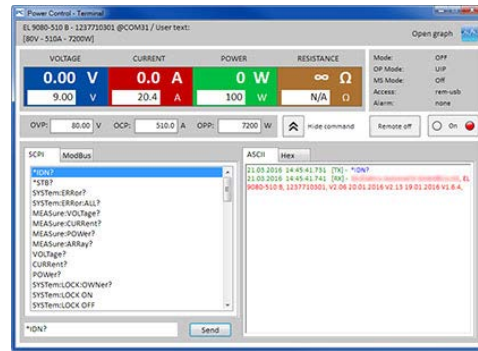 Power Control - Terminal
EL 9080-510 B - 1237710301 @COM31 / User text:
[80V - 510A - 7200W]
Open graph
VOLTAGE CURRENT POWER RESISTANCE
0.00 V 0.0 A 0 W ∞ Ω
9.00 V 20.4 A 100 W N/A Ω
Mode: OFF
OP Mode: UIP
MS Mode: Off
Access: rem-usb
Alarm: none
OVP: 80.00 V OCP: 510.0 A OPP: 7200 W Hide command Remote off On
SCPI ModBus
*IDN?
*STB?
SYSTem:ERRor?
SYSTem:ERRor:ALL?
MEASure:VOLTage?
MEASure:CURRent?
MEASure:POWer?
MEASure:ARRay?
VOLTage?
CURRent?
POWer?
SYSTem:LOCK:OWNer?
SYSTem:LOCK ON
SYSTem:LOCK OFF
*IDN? Send
ASCII Hex
21.03.2016 14:45:41.731 [TX] - *IDN?
21.03.2016 14:45:41.741 [RX] - EL
9080-510 B, 1237710301, V2.06 20.01.2016 V2.13 19.01.2016 V1.8.4,